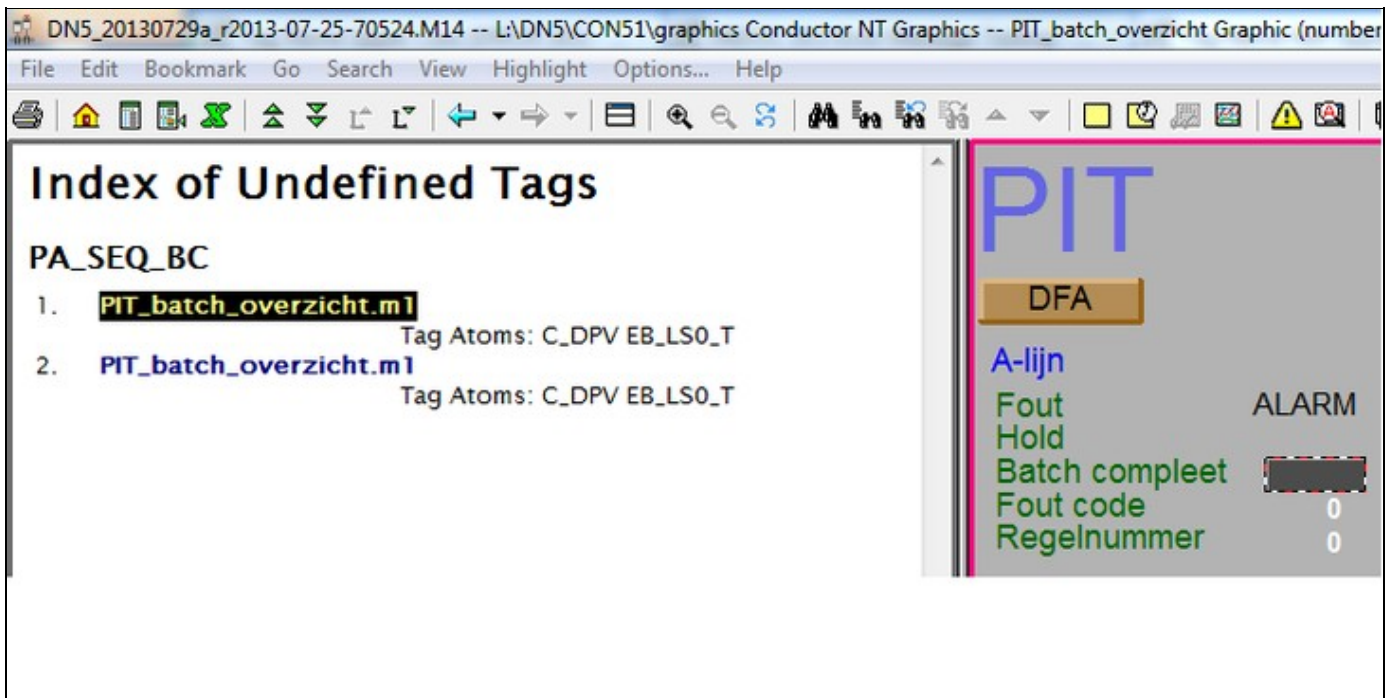 DN5_20130729a_r2013-07-25-70524.M14 -- L:\DN5\CON51\graphics Conductor NT Graphics -- PIT_batch_overzicht Graphic (number
File Edit Bookmark Go Search View Highlight Options... Help
Index of Undefined Tags
PA_SEQ_BC
1. PIT_batch_overzicht.m1
Tag Atoms: C_DPV EB_LS0_T
2. PIT_batch_overzicht.m1
Tag Atoms: C_DPV EB_LS0_T
PIT
DFA
A-lijn
Fout ALARM
Hold
Batch compleet
Fout code 0
Regelnummer 0